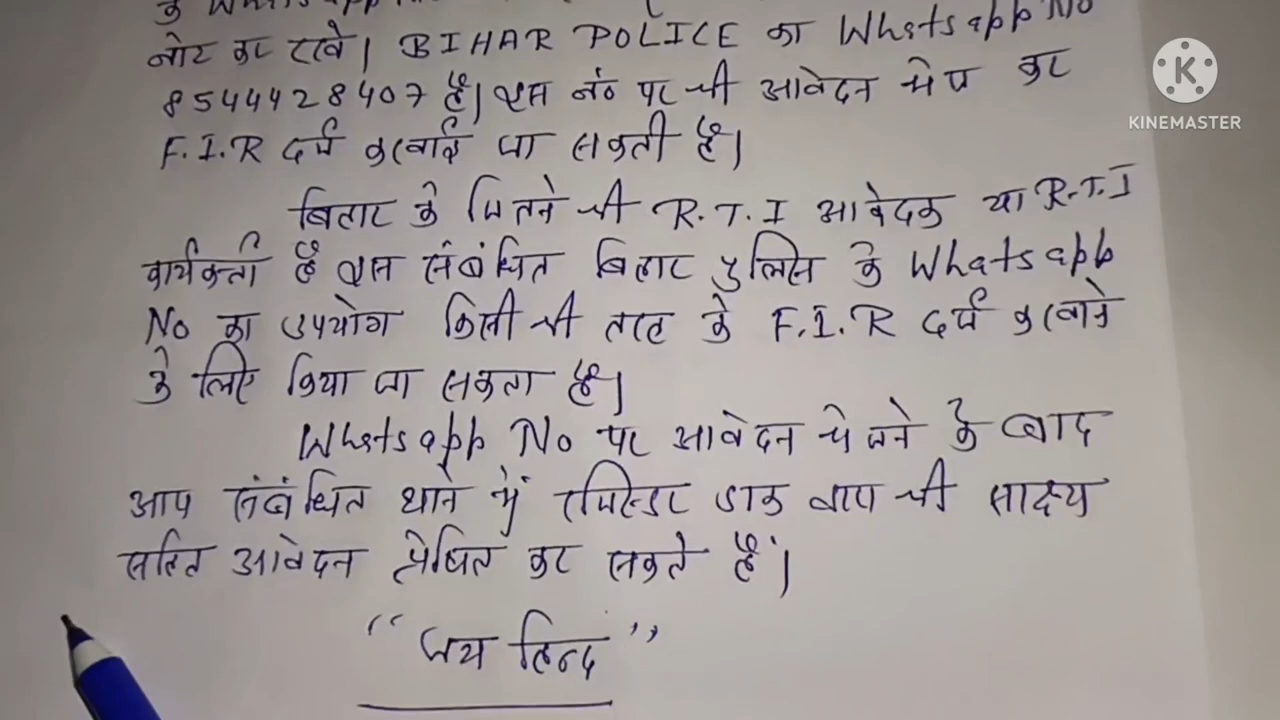 के Whatsapp
नोट कर रखे। BIHAR POLICE का Whatsapp No
8544428407 है। इस नं० पर भी आवेदन भेज कर
F.I.R दर्ज करवाई जा सकती है।
बिहार के जितने भी R.T.I आवेदक या R.T.I
कार्यकर्ता है इस संबंधित बिहार पुलिस के Whatsapp
No का उपयोग किसी भी तरह के F.I.R दर्ज करवाने
के लिए किया जा सकता है।
Whatsapp No पर आवेदन भेजने के बाद
आप संबंधित थाने में रजिस्टर डाक द्वारा भी साक्ष्य
सहित आवेदन प्रेषित कर सकते हैं।
“जय हिन्द”
K
KINEMASTER